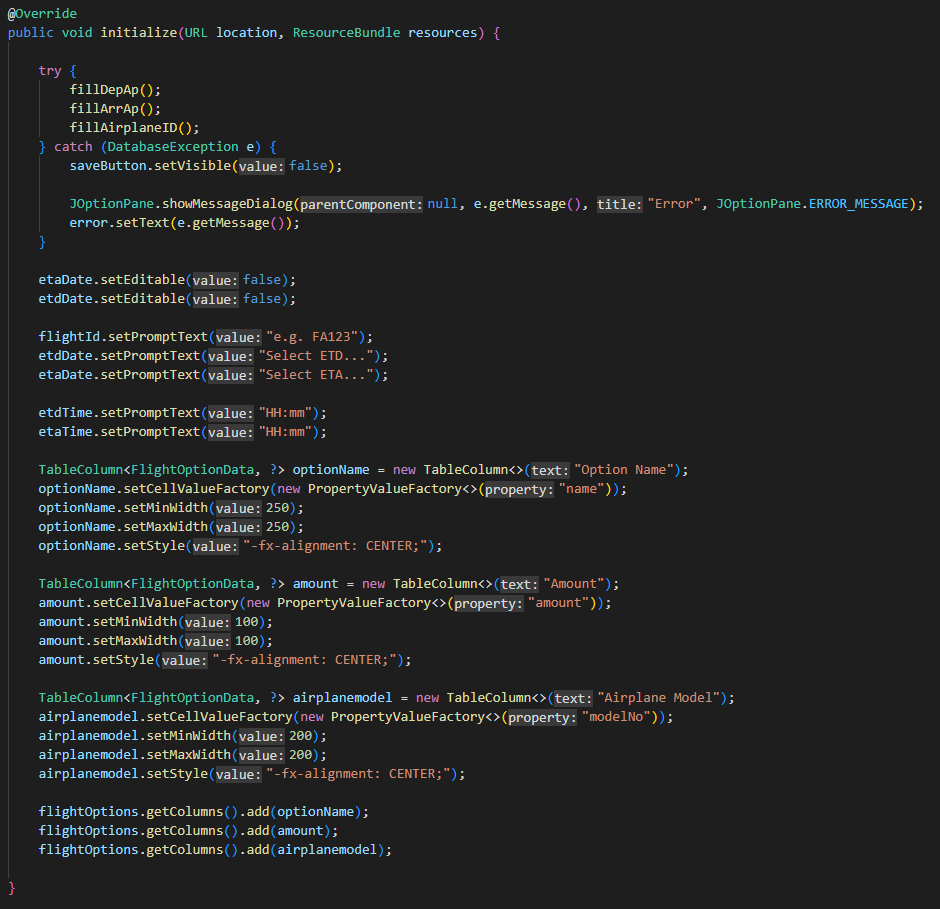 @Override
public void initialize(URL location, ResourceBundle resources) {
try {
fillDepAp();
fillArrAp();
fillAirplaneID();
} catch (DatabaseException e) {
saveButton.setVisible(value: false);
JOptionPane.showMessageDialog(parentComponent: null, e.getMessage(), title: "Error", JOptionPane.ERROR_MESSAGE);
error.setText(e.getMessage());
}
etaDate.setEditable(value: false);
etdDate.setEditable(value: false);
flightId.setPromptText(value: "e.g. FA123");
etdDate.setPromptText(value: "Select ETD...");
etaDate.setPromptText(value: "Select ETA...");
etdTime.setPromptText(value: "HH:mm");
etaTime.setPromptText(value: "HH:mm");
TableColumn<FlightOptionData, ?> optionName = new TableColumn<>(text: "Option Name");
optionName.setCellValueFactory(new PropertyValueFactory<>(property: "name"));
optionName.setMinWidth(value: 250);
optionName.setMaxWidth(value: 250);
optionName.setStyle(value: "-fx-alignment: CENTER;");
TableColumn<FlightOptionData, ?> amount = new TableColumn<>(text: "Amount");
amount.setCellValueFactory(new PropertyValueFactory<>(property: "amount"));
amount.setMinWidth(value: 100);
amount.setMaxWidth(value: 100);
amount.setStyle(value: "-fx-alignment: CENTER;");
TableColumn<FlightOptionData, ?> airplanemodel = new TableColumn<>(text: "Airplane Model");
airplanemodel.setCellValueFactory(new PropertyValueFactory<>(property: "modelNo"));
airplanemodel.setMinWidth(value: 200);
airplanemodel.setMaxWidth(value: 200);
airplanemodel.setStyle(value: "-fx-alignment: CENTER;");
flightOptions.getColumns().add(optionName);
flightOptions.getColumns().add(amount);
flightOptions.getColumns().add(airplanemodel);
}